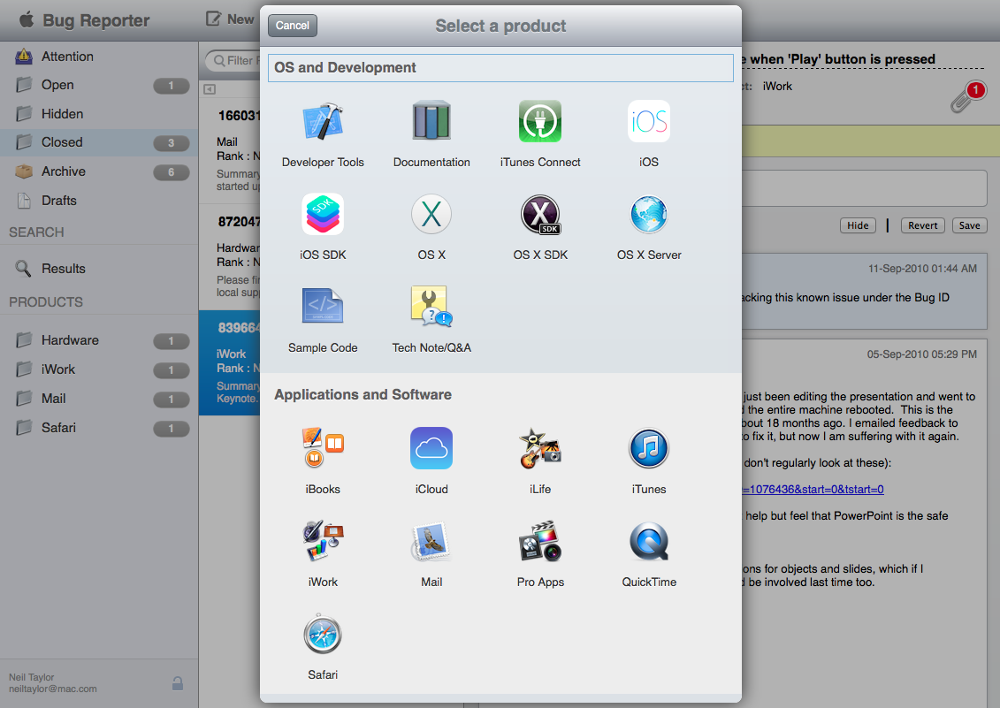 Bug Reporter
New
Attention
Open 1
Hidden
Closed 3
Archive 6
Drafts
SEARCH
Results
PRODUCTS
Hardware 1
iWork 1
Mail 1
Safari 1
Neil Taylor
neiltaylor@mac.com
Filter
166031
Mail
Rank : N
Summary
started up
872047
Hardwar
Rank : N
Please fin
local supp
839664
iWork
Rank : N
Summary
Keynote.
Cancel
Select a product
OS and Development
Developer Tools
Documentation
iTunes Connect
iOS
iOS
SDK
X
X
SDK
iOS SDK
OS X
OS X SDK
OS X Server
</>
?
!
Sample Code
Tech Note/Q&A
Applications and Software
iBooks
iCloud
iLife
iTunes
iWork
Mail
Pro Apps
QuickTime
Safari
e when 'Play' button is pressed
ct: iWork
1
Hide
Revert
Save
11-Sep-2010 01:44 AM
acking this known issue under the Bug ID
05-Sep-2010 05:29 PM
just been editing the presentation and went to
d the entire machine rebooted. This is the
bout 18 months ago. I emailed feedback to
o fix it, but now I am suffering with it again.
don't regularly look at these):
=1076436&start=0&tstart=0
help but feel that PowerPoint is the safe
ons for objects and slides, which if I
d be involved last time too.